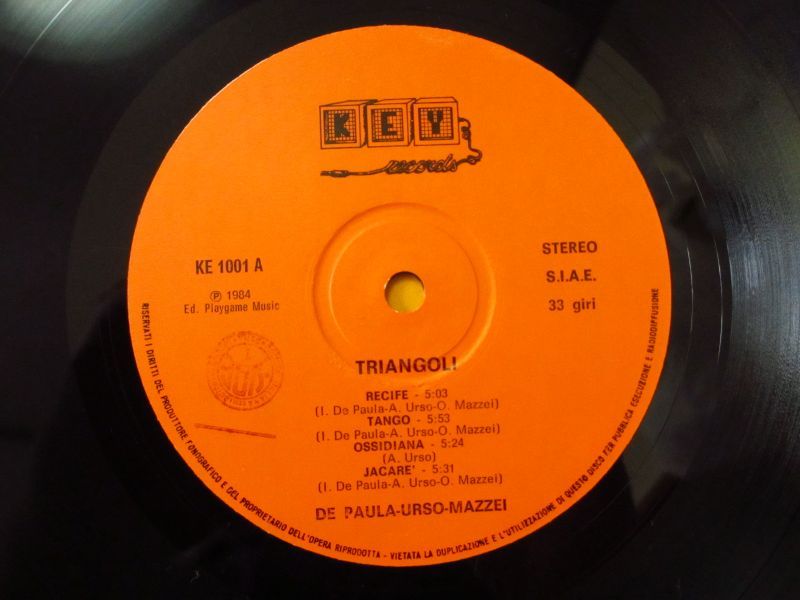 KEY
records
KE 1001 A
℗ 1984
Ed. Playgame Music
STEREO
S.I.A.E.
33 giri
TRIANGOLI
RECIFE - 5:03
(I. De Paula-A. Urso-O. Mazzei)
TANGO - 5:53
(I. De Paula-A. Urso-O. Mazzei)
OSSIDIANA - 5:24
(A. Urso)
JACARE' - 5:31
(I. De Paula-A. Urso-O. Mazzei)
DE PAULA-URSO-MAZZEI
RISERVATI I DIRITTI DEL PRODUTTORE FONOGRAFICO E DEL PROPRIETARIO DELL'OPERA RIPRODOTTA - VIETATA LA DUPLICAZIONE E L'UTILIZZAZIONE DI QUESTO DISCO PER PUBBLICA ESECUZIONE E RADIODIFFUSIONE